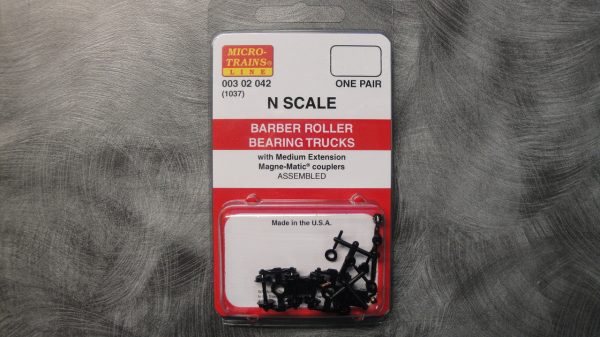 MICRO-
TRAINS®
LINE
003 02 042
(1037)
ONE PAIR
N SCALE
BARBER ROLLER
BEARING TRUCKS
with Medium Extension
Magne-Matic® couplers
ASSEMBLED
Made in the U.S.A.